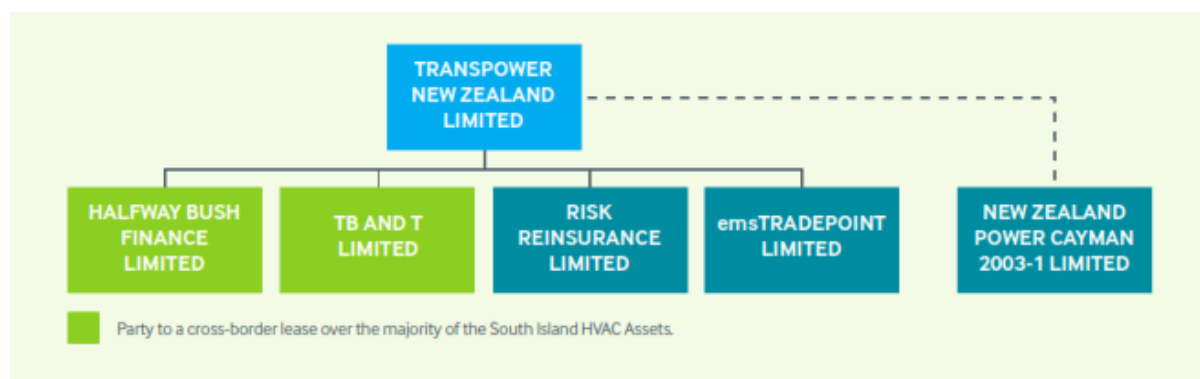 TRANSPOWER
NEW ZEALAND
LIMITED
HALFWAY BUSH
FINANCE
LIMITED
TB AND T
LIMITED
RISK
REINSURANCE
LIMITED
emsTRADEPOINT
LIMITED
NEW ZEALAND
POWER CAYMAN
2003-1 LIMITED
Party to a cross-border lease over the majority of the South Island HVAC Assets.